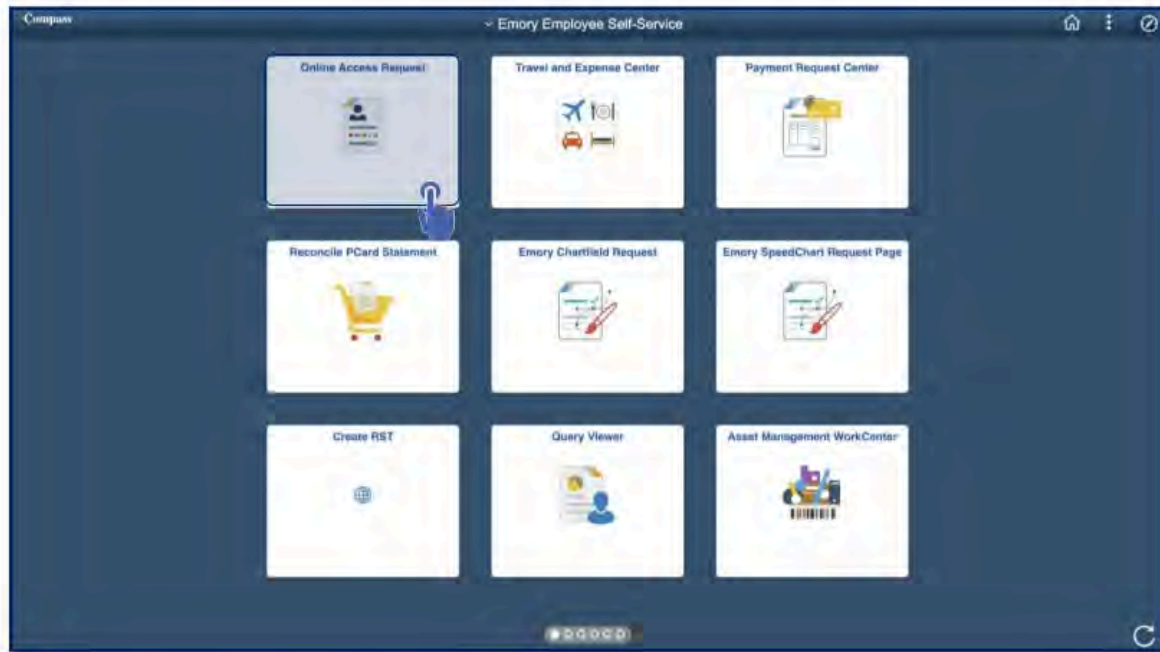 Compass
Emory Employee Self-Service
Online Access Request
Travel and Expense Center
Payment Request Center
Reconcile PCard Statement
Emory Chartfield Request
Emory SpeedChart Request Page
Create RST
Query Viewer
Asset Management WorkCenter